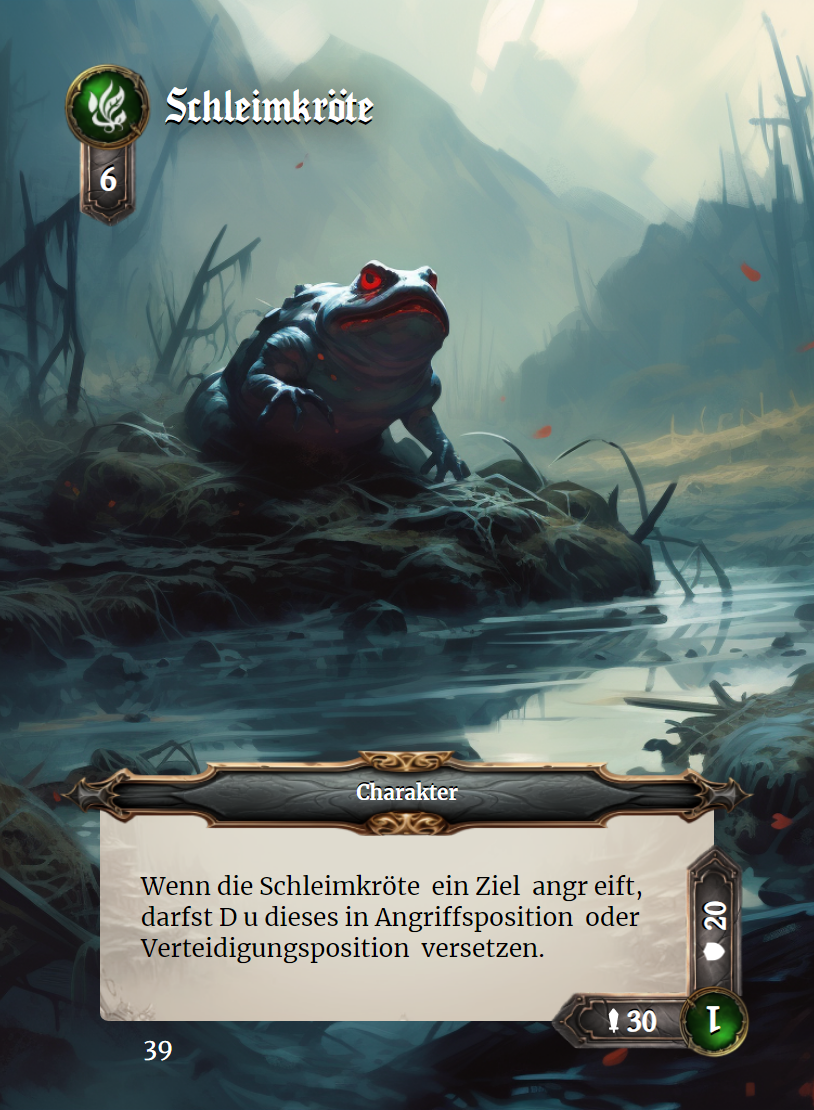 Schleimkröte
6
Charakter
Wenn die Schleimkröte ein Ziel angr eift,
darfst D u dieses in Angriffsposition oder
Verteidigungsposition versetzen.
20
30
1
39